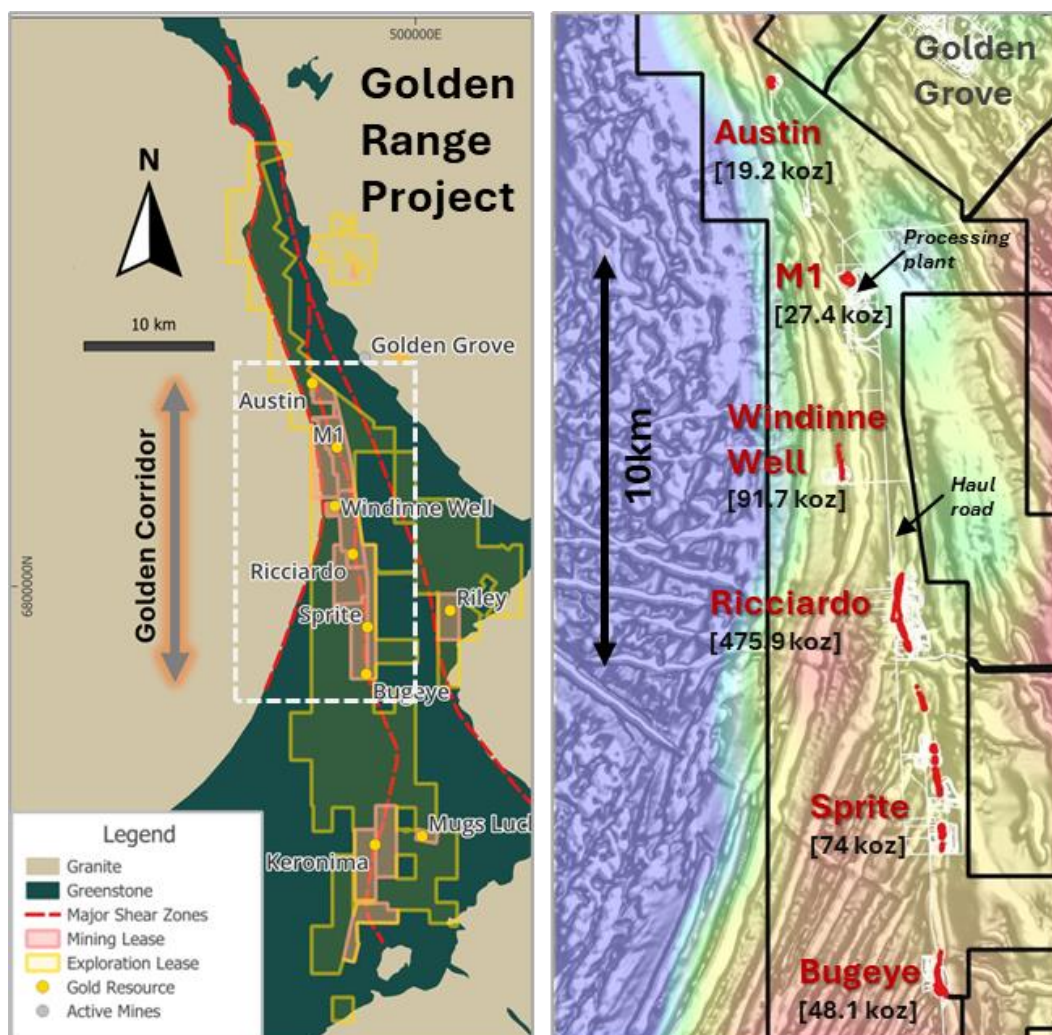 500000E
Golden
Range
Project
N
10 km
Golden Grove
Austin
M1
Golden Corridor
Windinne Well
6800000N
Ricciardo
Riley
Sprite
Bugeye
Mugs Luc
Keronima
Legend
Granite
Greenstone
Major Shear Zones
Mining Lease
Exploration Lease
Gold Resource
Active Mines
Golden
Grove
Austin
[19.2 koz]
Processing
plant
M1
[27.4 koz]
10km
Windinne
Well
[91.7 koz]
Haul
road
Ricciardo
[475.9 koz]
Sprite
[74 koz]
Bugeye
[48.1 koz]